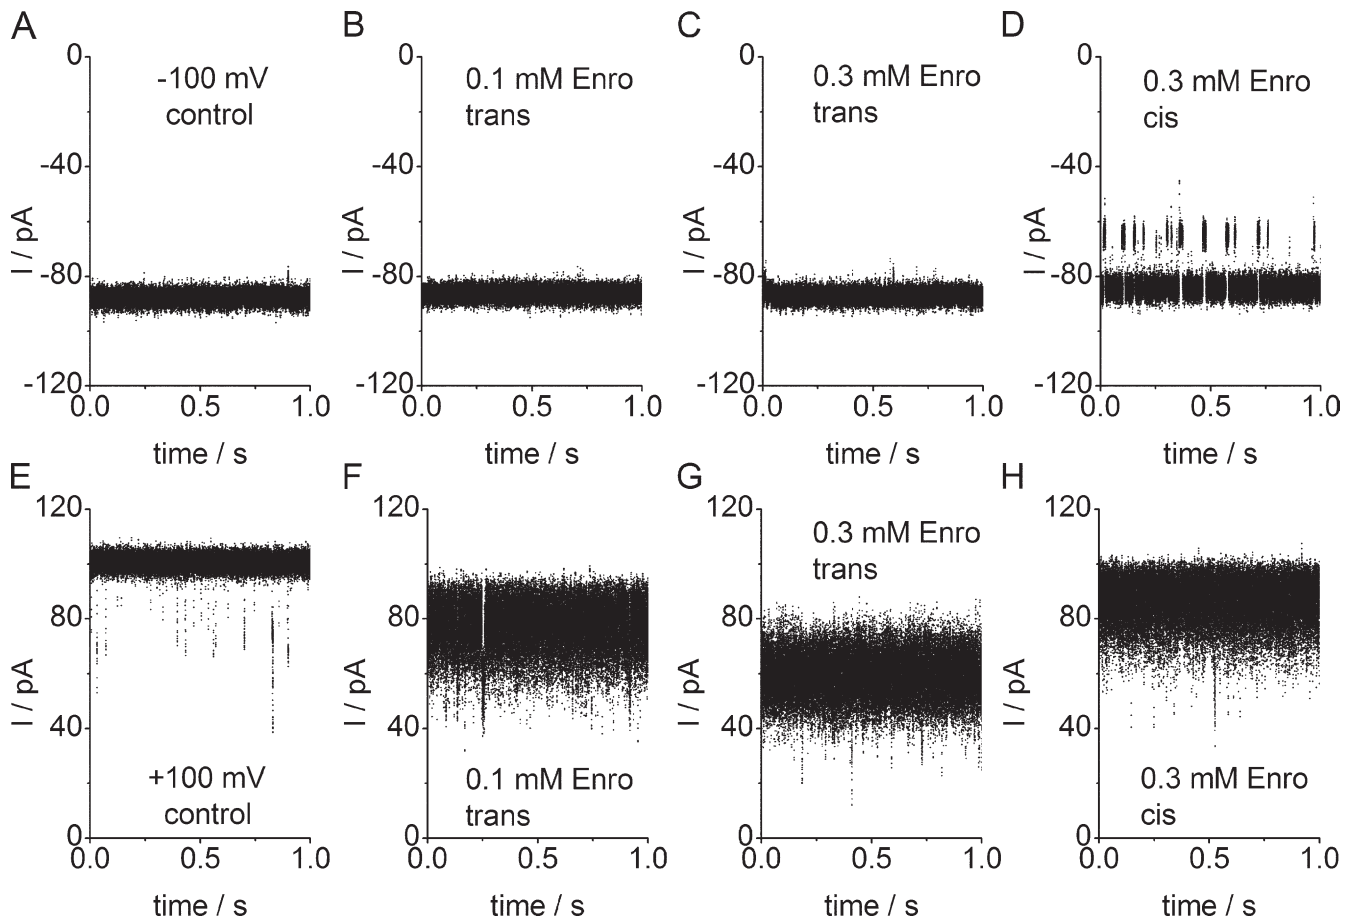 A
B
C
D
0
-40
-80
-120
-100 mV
control
I / pA
0.0
0.5
1.0
time / s
0
-40
-80
-120
0.1 mM Enro
trans
I / pA
0.0
0.5
1.0
time / s
0
-40
-80
-120
0.3 mM Enro
trans
I / pA
0.0
0.5
1.0
time / s
0
-40
-80
-120
0.3 mM Enro
cis
I / pA
0.0
0.5
1.0
time / s
E
F
G
H
120
80
40
0
+100 mV
control
I / pA
0.0
0.5
1.0
time / s
120
80
40
0
0.1 mM Enro
trans
I / pA
0.0
0.5
1.0
time / s
120
80
40
0
0.3 mM Enro
trans
I / pA
0.0
0.5
1.0
time / s
120
80
40
0
0.3 mM Enro
cis
I / pA
0.0
0.5
1.0
time / s